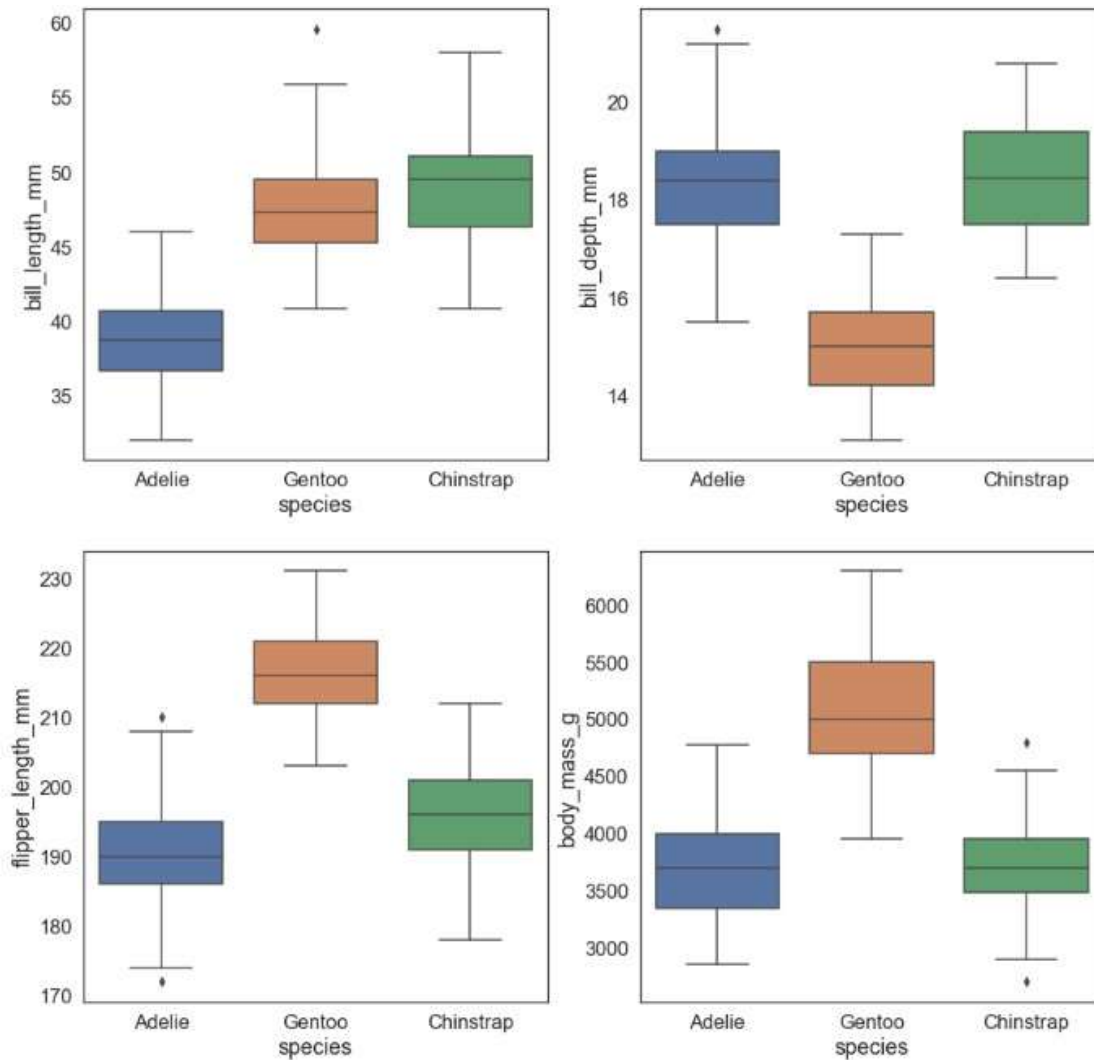 bill_length_mm
60
55
50
45
40
35
Adelie Gentoo Chinstrap
species
bill_depth_mm
20
18
16
14
Adelie Gentoo Chinstrap
species
flipper_length_mm
230
220
210
200
190
180
170
Adelie Gentoo Chinstrap
species
body_mass_g
6000
5500
5000
4500
4000
3500
3000
Adelie Gentoo Chinstrap
species